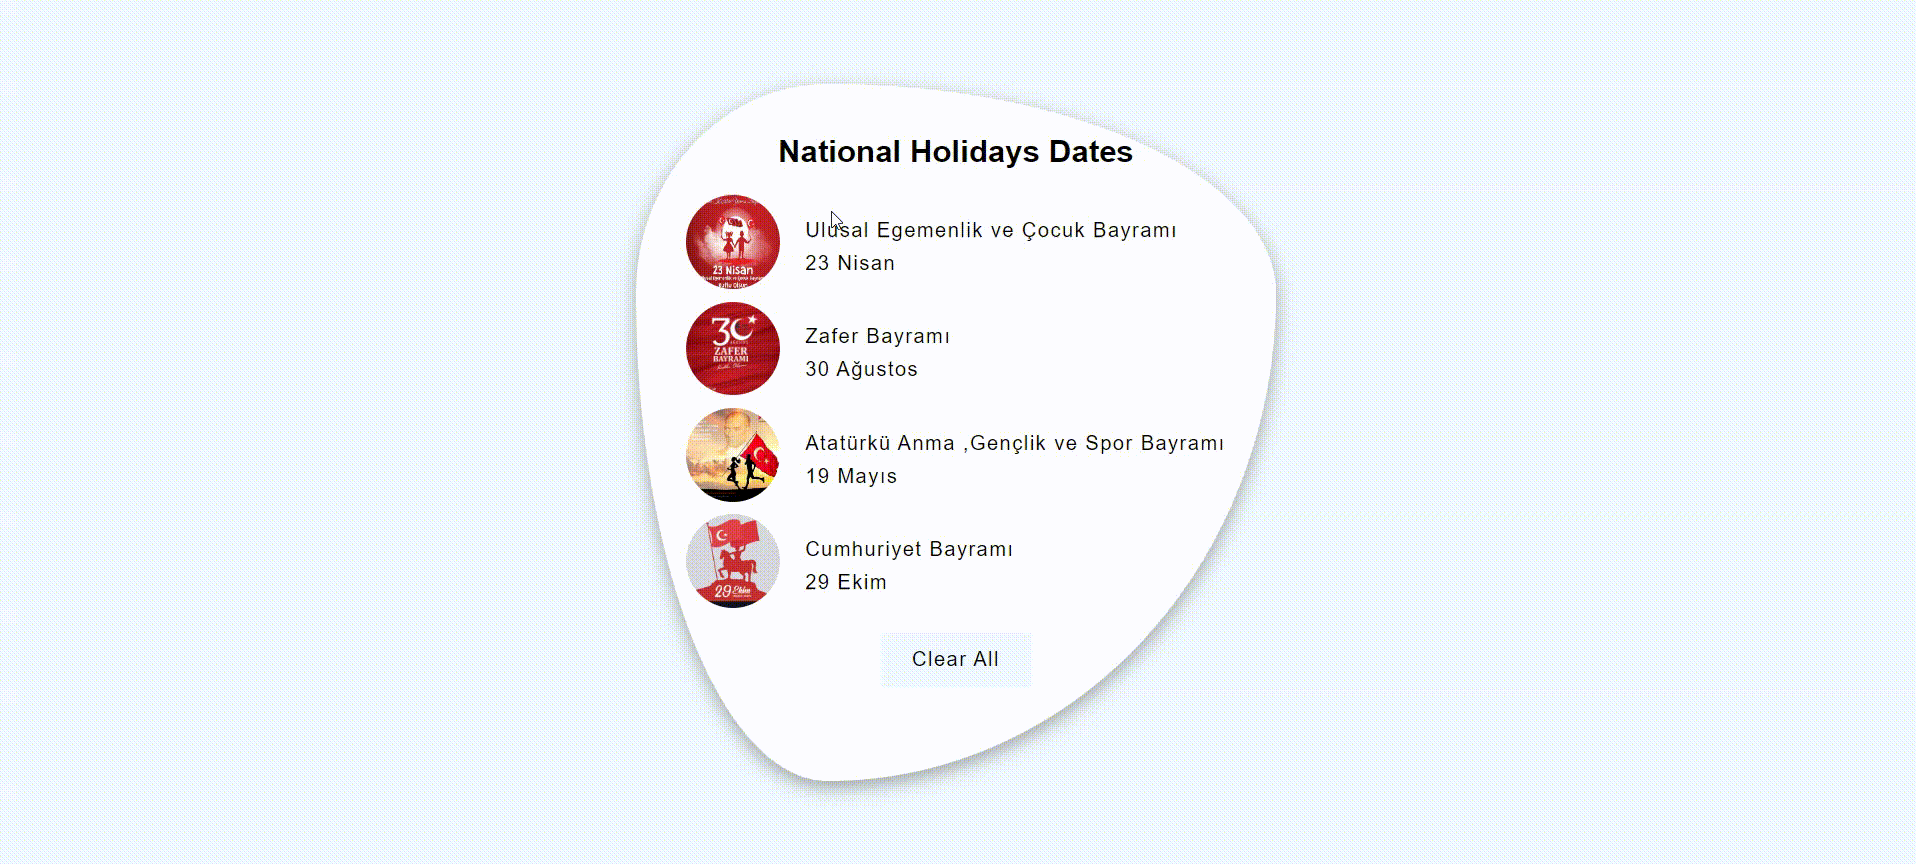 National Holidays Dates
23 Nisan
Ulusal Egemenlik ve Çocuk Bayramı
23 Nisan
30
ZAFER
BAYRAMI
Zafer Bayramı
30 Ağustos
Atatürkü Anma ,Gençlik ve Spor Bayramı
19 Mayıs
29 Ekim
Cumhuriyet Bayramı
29 Ekim
Clear All